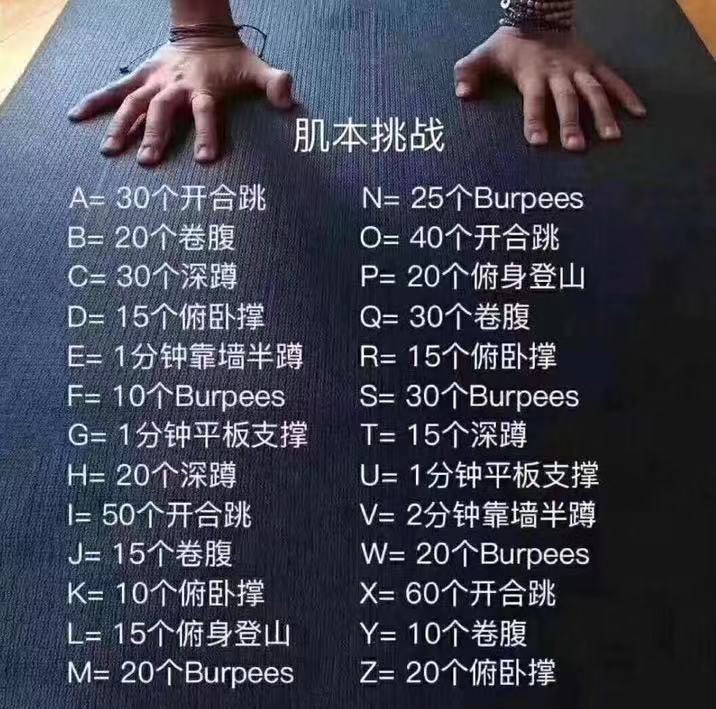 肌本挑战
A= 30个开合跳
B= 20个卷腹
C= 30个深蹲
D= 15个俯卧撑
E= 1分钟靠墙半蹲
F= 10个Burpees
G= 1分钟平板支撑
H= 20个深蹲
I= 50个开合跳
J= 15个卷腹
K= 10个俯卧撑
L= 15个俯身登山
M= 20个Burpees
N= 25个Burpees
O= 40个开合跳
P= 20个俯身登山
Q= 30个卷腹
R= 15个俯卧撑
S= 30个Burpees
T= 15个深蹲
U= 1分钟平板支撑
V= 2分钟靠墙半蹲
W= 20个Burpees
X= 60个开合跳
Y= 10个卷腹
Z= 20个俯卧撑